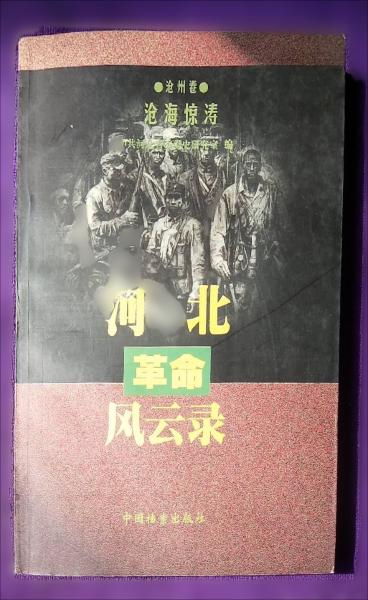 ●沧州卷●
沧海惊涛
编
河北
革命
风云录
中国档案出版社